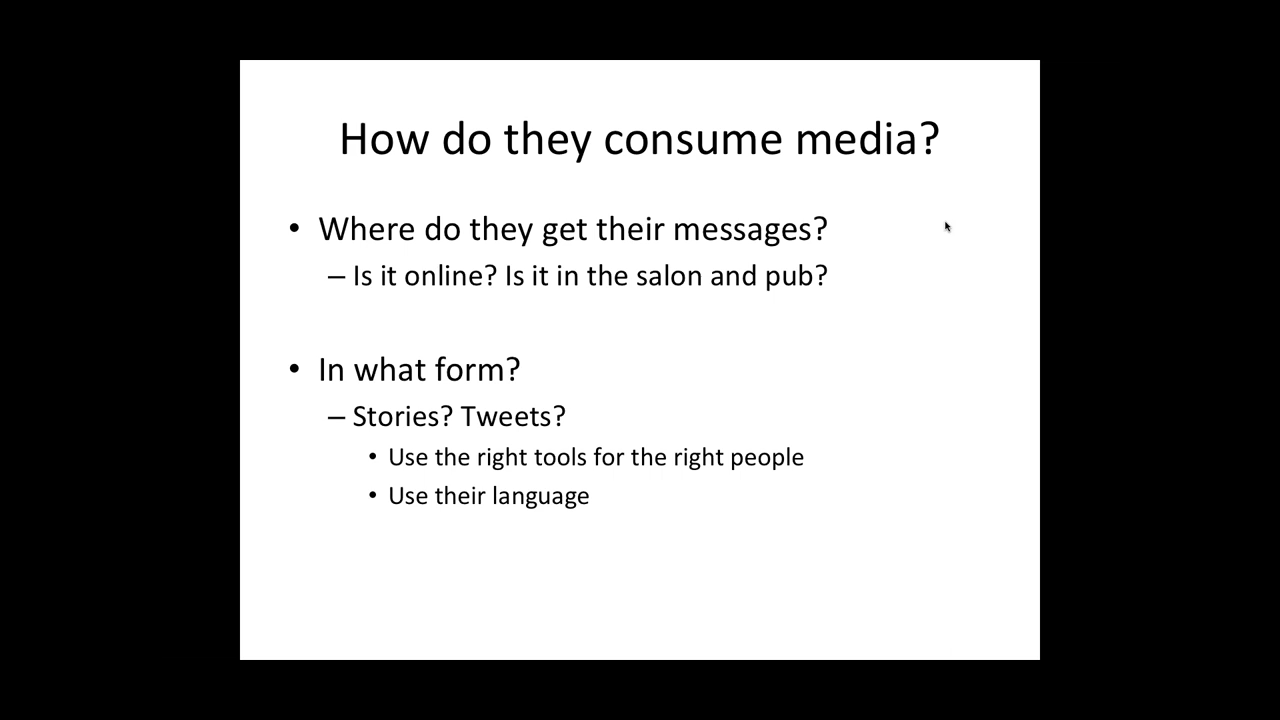 How do they consume media?
• Where do they get their messages?
– Is it online? Is it in the salon and pub?
• In what form?
– Stories? Tweets?
• Use the right tools for the right people
• Use their language